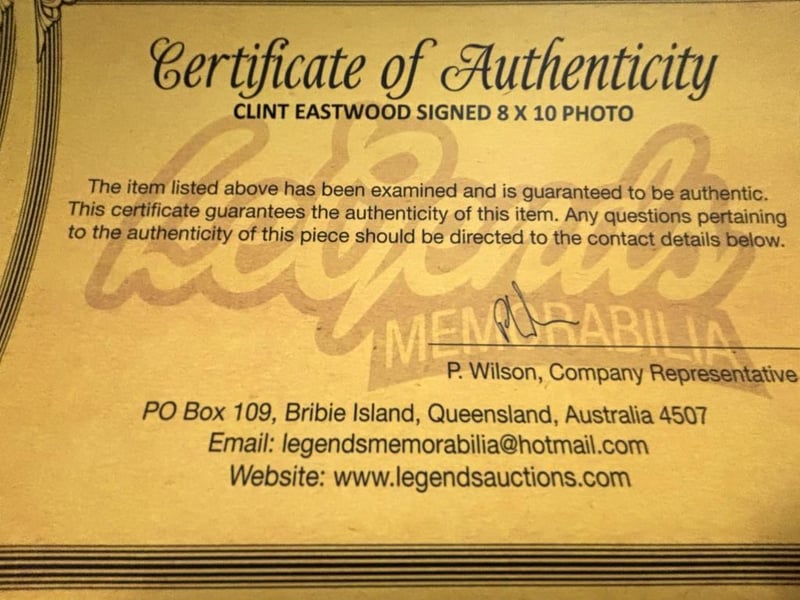 Certificate of Authenticity
CLINT EASTWOOD SIGNED 8 X 10 PHOTO
Legends
MEMORABILIA
The item listed above has been examined and is guaranteed to be authentic.
This certificate guarantees the authenticity of this item. Any questions pertaining
to the authenticity of this piece should be directed to the contact details below.
P. Wilson, Company Representative
PO Box 109, Bribie Island, Queensland, Australia 4507
Email: legendsmemorabilia@hotmail.com
Website: www.legendsauctions.com